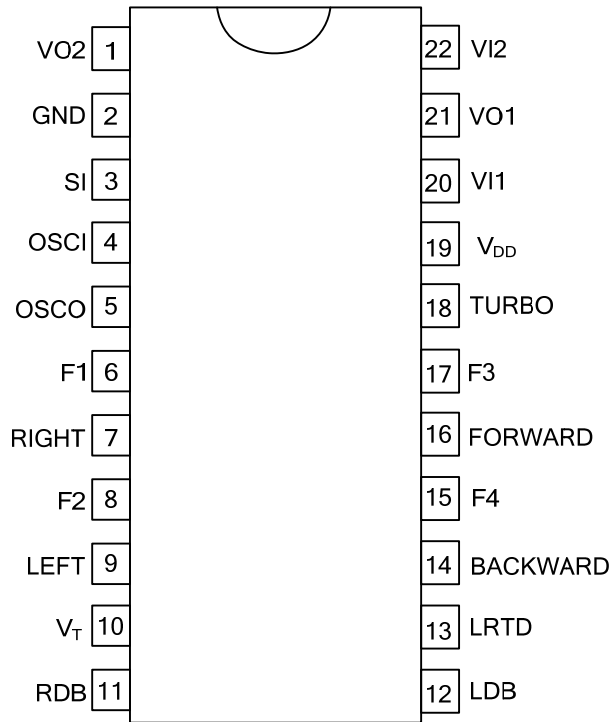 VO2 1 22 VI2
GND 2 21 VO1
SI 3 20 VI1
OSCI 4 19 VDD
OSCO 5 18 TURBO
F1 6 17 F3
RIGHT 7 16 FORWARD
F2 8 15 F4
LEFT 9 14 BACKWARD
VT 10 13 LRTD
RDB 11 12 LDB